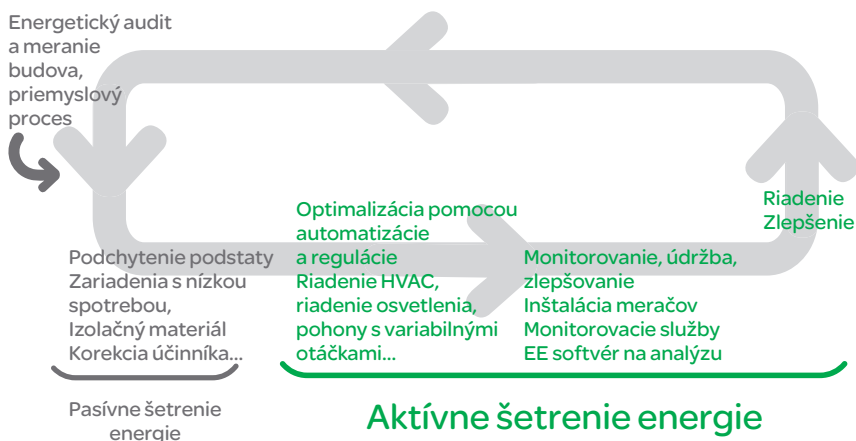 Energetický audit
a meranie
budova,
priemyslový
proces
Podchytenie podstaty
Zariadenia s nízkou
spotrebou,
Izolačný materiál
Korekcia účinníka...
Pasívne šetrenie
energie
Optimalizácia pomocou
automatizácie
a regulácie
Riadenie HVAC,
riadenie osvetlenia,
pohony s variabilnými
otáčkami...
Monitorovanie, údržba,
zlepšovanie
Inštalácia meračov
Monitorovacie služby
EE softvér na analýzu
Riadenie
Zlepšenie
Aktívne šetrenie energie